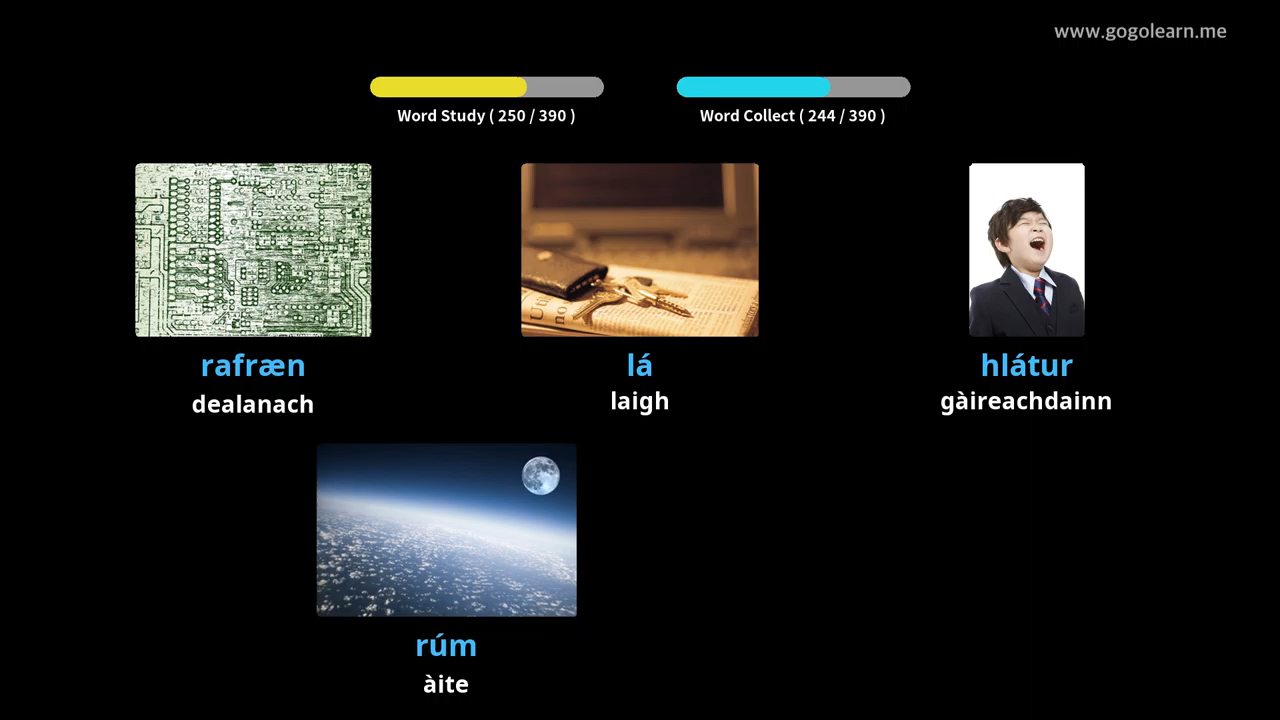 www.gogolearn.me
Word Study ( 250 / 390 )
Word Collect ( 244 / 390 )
rafræn
dealanach
lá
laigh
hlátur
gàireachdainn
rúm
àite